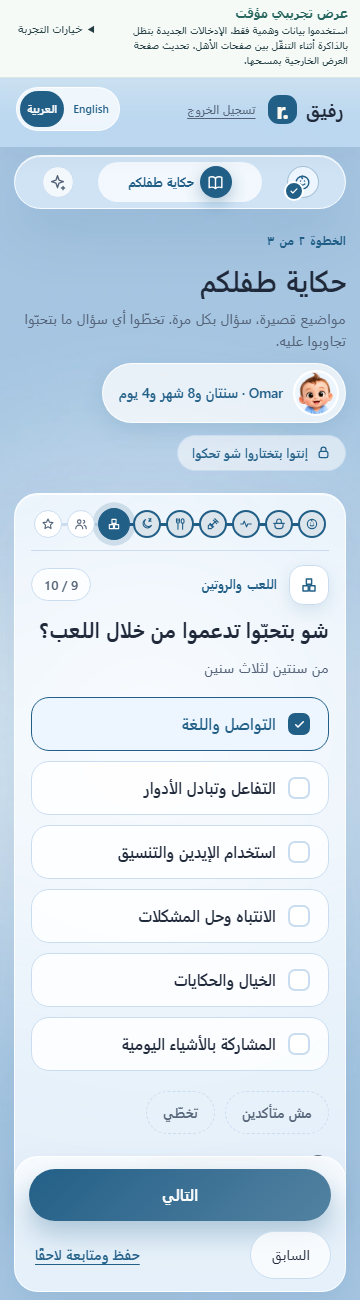 عرض تجريبي مؤقت
استخدموا بيانات وهمية فقط. الإدخالات الجديدة بتظل
بالذاكرة أثناء التنقّل بين صفحات الأهل. تحديث صفحة
العرض الخارجية بمسحها.
◀ خيارات التجربة
رفيق
r.
تسجيل الخروج
العربية
English
حكاية طفلكم
الخطوة ٢ من ٣
حكاية طفلكم
مواضيع قصيرة، سؤال بكل مرة. تخطّوا أي سؤال ما بتحبّوا
تجاوبوا عليه.
Omar · سنتان و8 شهر و4 يوم
إنتوا بتختاروا شو تحكوا
اللعب والروتين
9 / 10
شو بتحبّوا تدعموا من خلال اللعب؟
من سنتين لثلاث سنين
التواصل واللغة
التفاعل وتبادل الأدوار
استخدام الإيدين والتنسيق
الانتباه وحل المشكلات
الخيال والحكايات
المشاركة بالأشياء اليومية
مش متأكدين
تخطّي
التالي
السابق
حفظ ومتابعة لاحقًا